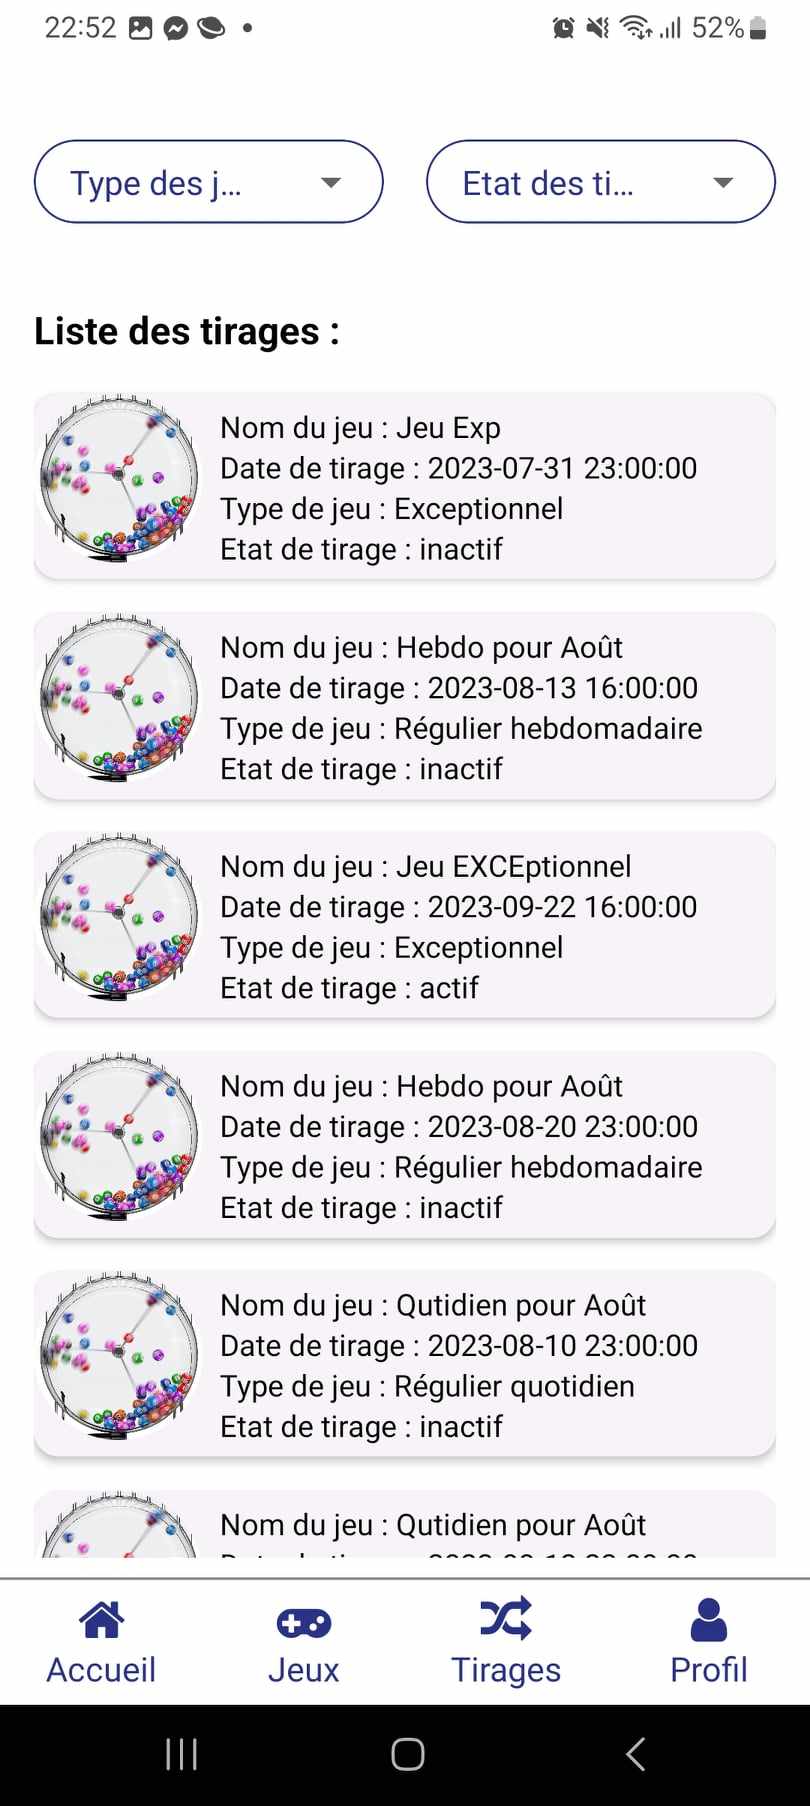 22:52 52%
Type des j... Etat des ti...
Liste des tirages :
Nom du jeu : Jeu Exp
Date de tirage : 2023-07-31 23:00:00
Type de jeu : Exceptionnel
Etat de tirage : inactif
Nom du jeu : Hebdo pour Août
Date de tirage : 2023-08-13 16:00:00
Type de jeu : Régulier hebdomadaire
Etat de tirage : inactif
Nom du jeu : Jeu EXCEptionnel
Date de tirage : 2023-09-22 16:00:00
Type de jeu : Exceptionnel
Etat de tirage : actif
Nom du jeu : Hebdo pour Août
Date de tirage : 2023-08-20 23:00:00
Type de jeu : Régulier hebdomadaire
Etat de tirage : inactif
Nom du jeu : Qutidien pour Août
Date de tirage : 2023-08-10 23:00:00
Type de jeu : Régulier quotidien
Etat de tirage : inactif
Nom du jeu : Qutidien pour Août
Accueil Jeux Tirages Profil